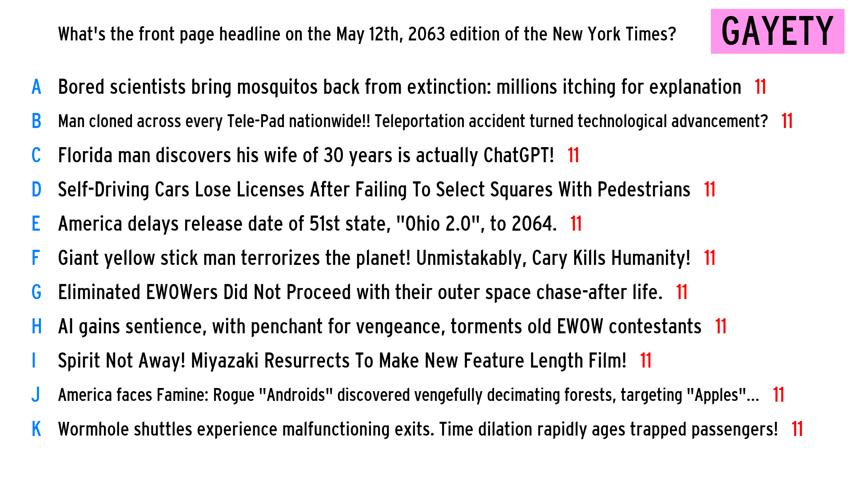 What's the front page headline on the May 12th, 2063 edition of the New York Times?
GAYETY
A Bored scientists bring mosquitos back from extinction: millions itching for explanation 11
B Man cloned across every Tele-Pad nationwide!! Teleportation accident turned technological advancement? 11
C Florida man discovers his wife of 30 years is actually ChatGPT! 11
D Self-Driving Cars Lose Licenses After Failing To Select Squares With Pedestrians 11
E America delays release date of 51st state, "Ohio 2.0", to 2064. 11
F Giant yellow stick man terrorizes the planet! Unmistakably, Cary Kills Humanity! 11
G Eliminated EWOWers Did Not Proceed with their outer space chase-after life. 11
H AI gains sentience, with penchant for vengeance, torments old EWOW contestants 11
I Spirit Not Away! Miyazaki Resurrects To Make New Feature Length Film! 11
J America faces Famine: Rogue "Androids" discovered vengefully decimating forests, targeting "Apples"... 11
K Wormhole shuttles experience malfunctioning exits. Time dilation rapidly ages trapped passengers! 11